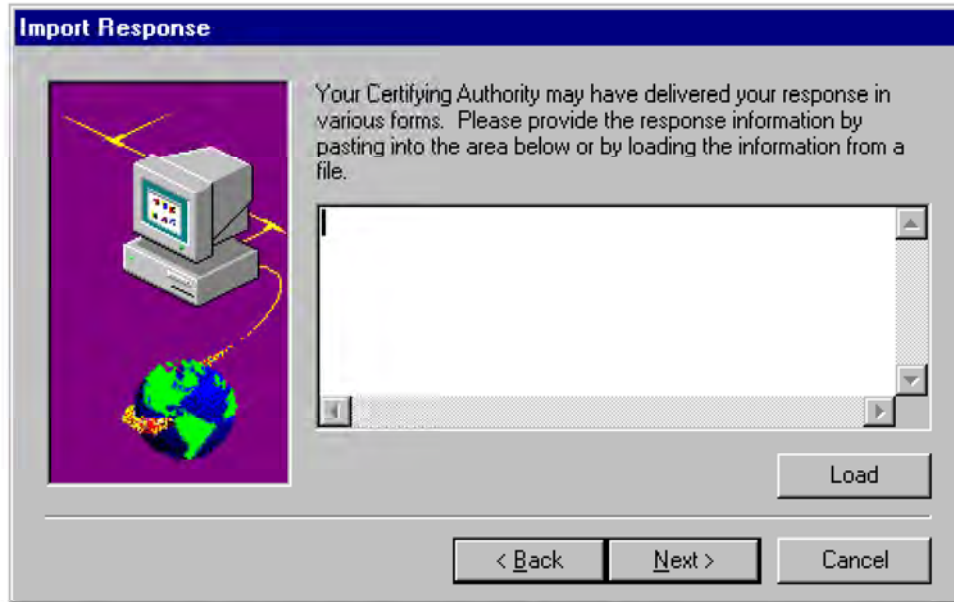 Import Response
Your Certifying Authority may have delivered your response in
various forms.  Please provide the response information by
pasting into the area below or by loading the information from a
file.
Load
< Back
Next >
Cancel